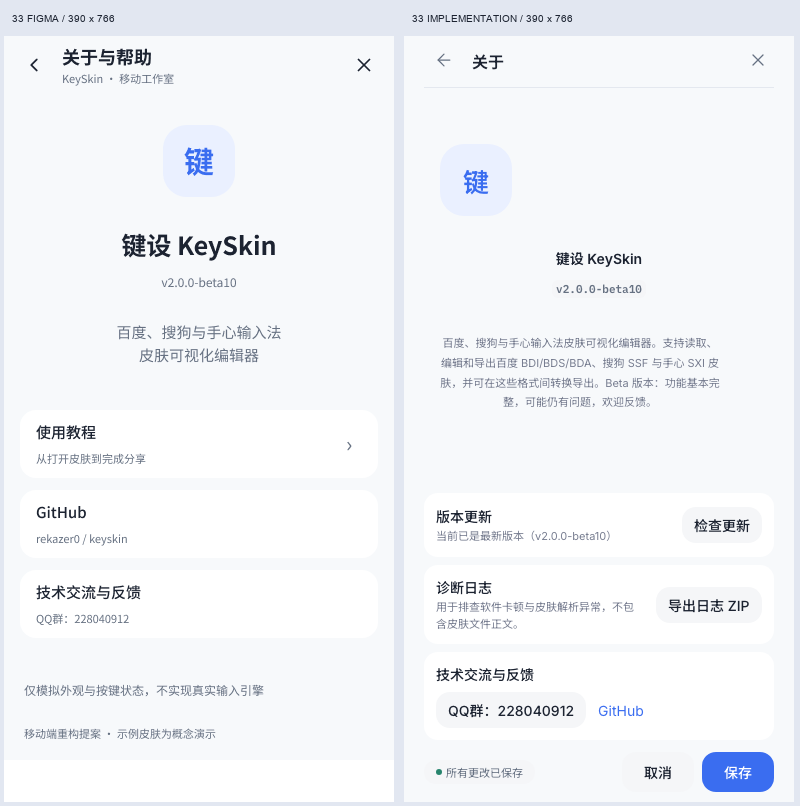 33 FIGMA / 390 x 766
关于与帮助
KeySkin · 移动工作室
键
键设 KeySkin
v2.0.0-beta10
百度、搜狗与手心输入法
皮肤可视化编辑器
使用教程
从打开皮肤到完成分享
GitHub
rekazer0 / keyskin
技术交流与反馈
QQ群：228040912
仅模拟外观与按键状态，不实现真实输入引擎
移动端重构提案 · 示例皮肤为概念演示
33 IMPLEMENTATION / 390 x 766
关于
键
键设 KeySkin
v2.0.0-beta10
百度、搜狗与手心输入法皮肤可视化编辑器。支持读取、
编辑和导出百度 BDI/BDS/BDA、搜狗 SSF 与手心 SXI 皮
肤，并可在这些格式间转换导出。Beta 版本：功能基本完
整，可能仍有问题，欢迎反馈。
版本更新
当前已是最新版本（v2.0.0-beta10）
检查更新
诊断日志
用于排查软件卡顿与皮肤解析异常，不包
含皮肤文件正文。
导出日志 ZIP
技术交流与反馈
QQ群：228040912
GitHub
所有更改已保存
取消
保存